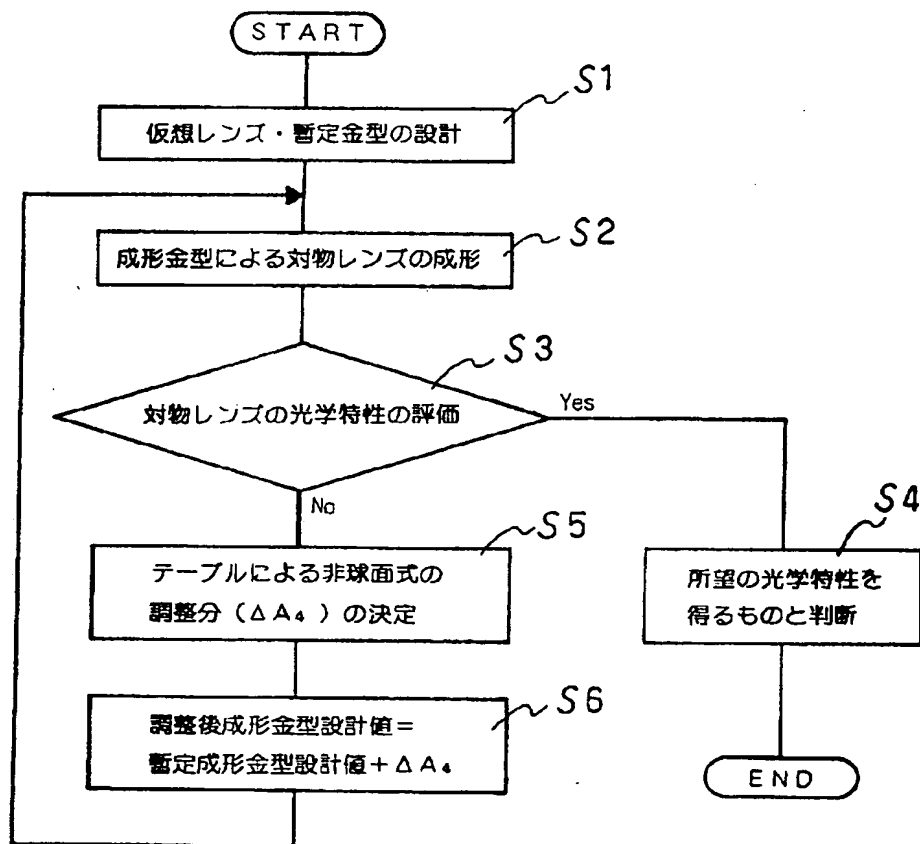 START
S1
仮想レンズ・暫定金型の設計
S2
成形金型による対物レンズの成形
S3
対物レンズの光学特性の評価
Yes
No
S4
所望の光学特性を
得るものと判断
S5
テーブルによる非球面式の
調整分（ΔA₄）の決定
S6
調整後成形金型設計値＝
暫定成形金型設計値＋ΔA₄
END